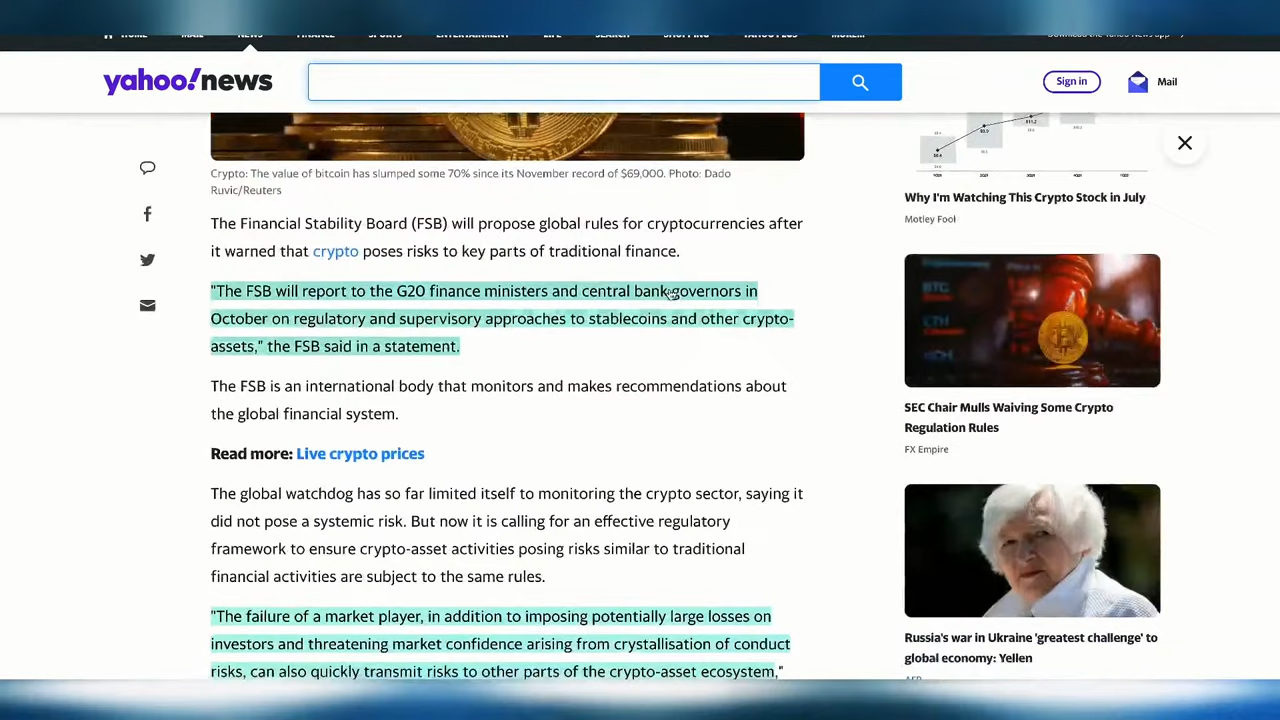 HOME MAIL NEWS FINANCE SPORTS ENTERTAINMENT LIFE SEARCH SHOPPING YAHOO PLUS MORE...
Download the Yahoo News app
yahoo!news
Sign in
Mail
Crypto: The value of bitcoin has slumped some 70% since its November record of $69,000. Photo: Dado
Ruvic/Reuters
The Financial Stability Board (FSB) will propose global rules for cryptocurrencies after
it warned that crypto poses risks to key parts of traditional finance.
"The FSB will report to the G20 finance ministers and central bank governors in
October on regulatory and supervisory approaches to stablecoins and other crypto-
assets," the FSB said in a statement.
The FSB is an international body that monitors and makes recommendations about
the global financial system.
Read more: Live crypto prices
The global watchdog has so far limited itself to monitoring the crypto sector, saying it
did not pose a systemic risk. But now it is calling for an effective regulatory
framework to ensure crypto-asset activities posing risks similar to traditional
financial activities are subject to the same rules.
"The failure of a market player, in addition to imposing potentially large losses on
investors and threatening market confidence arising from crystallisation of conduct
risks, can also quickly transmit risks to other parts of the crypto-asset ecosystem,"
Why I'm Watching This Crypto Stock in July
Motley Fool
BTC
ETH
SEC Chair Mulls Waiving Some Crypto
Regulation Rules
FX Empire
Russia's war in Ukraine 'greatest challenge' to
global economy: Yellen
AFP